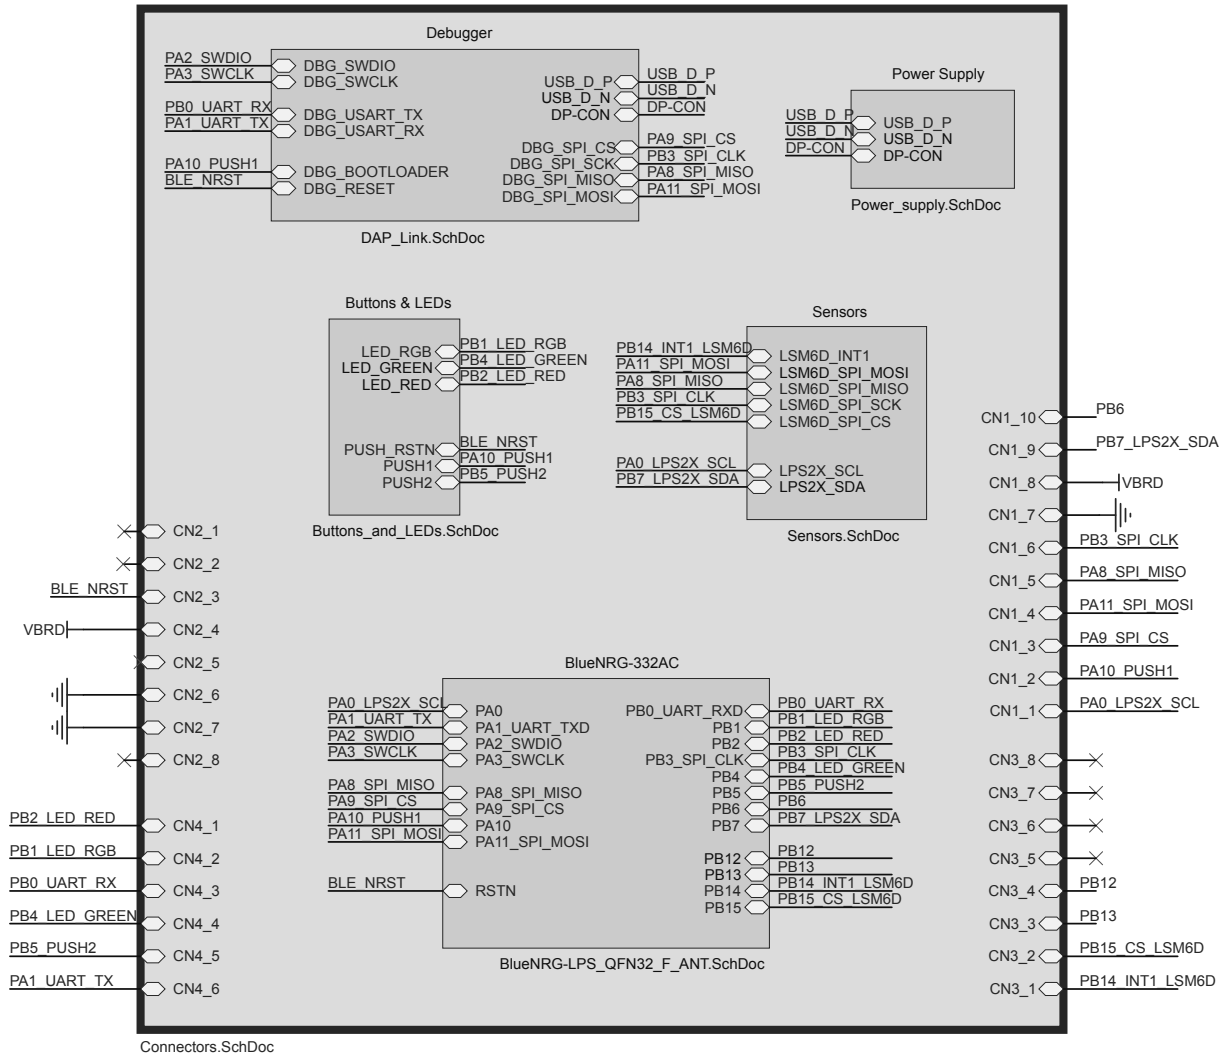 Debugger
PA2_SWDIO
PA3_SWCLK
PB0_UART_RX
PA1_UART_TX
PA10_PUSH1
BLE_NRST
DBG_SWDIO
DBG_SWCLK
DBG_USART_TX
DBG_USART_RX
DBG_BOOTLOADER
DBG_RESET
USB_D_P
USB_D_N
DP-CON
DBG_SPI_CS
DBG_SPI_SCK
DBG_SPI_MISO
DBG_SPI_MOSI
USB_D_P
USB_D_N
DP-CON
PA9_SPI_CS
PB3_SPI_CLK
PA8_SPI_MISO
PA11_SPI_MOSI
DAP_Link.SchDoc
Power Supply
USB_D_P
USB_D_N
DP-CON
USB_D_P
USB_D_N
DP-CON
Power_supply.SchDoc
Buttons & LEDs
LED_RGB
LED_GREEN
LED_RED
PUSH_RSTN
PUSH1
PUSH2
PB1_LED_RGB
PB4_LED_GREEN
PB2_LED_RED
BLE_NRST
PA10_PUSH1
PB5_PUSH2
Buttons_and_LEDs.SchDoc
Sensors
PB14_INT1_LSM6D
PA11_SPI_MOSI
PA8_SPI_MISO
PB3_SPI_CLK
PB15_CS_LSM6D
PA0_LPS2X_SCL
PB7_LPS2X_SDA
LSM6D_INT1
LSM6D_SPI_MOSI
LSM6D_SPI_MISO
LSM6D_SPI_SCK
LSM6D_SPI_CS
LPS2X_SCL
LPS2X_SDA
Sensors.SchDoc
CN2_1
CN2_2
BLE_NRST
CN2_3
VBRD
CN2_4
CN2_5
CN2_6
CN2_7
CN2_8
PB2_LED_RED
CN4_1
PB1_LED_RGB
CN4_2
PB0_UART_RX
CN4_3
PB4_LED_GREEN
CN4_4
PB5_PUSH2
CN4_5
PA1_UART_TX
CN4_6
BlueNRG-332AC
PA0_LPS2X_SCL
PA1_UART_TX
PA2_SWDIO
PA3_SWCLK
PA8_SPI_MISO
PA9_SPI_CS
PA10_PUSH1
PA11_SPI_MOSI
BLE_NRST
PA0
PA1_UART_TXD
PA2_SWDIO
PA3_SWCLK
PA8_SPI_MISO
PA9_SPI_CS
PA10
PA11_SPI_MOSI
RSTN
PB0_UART_RXD
PB1
PB2
PB3_SPI_CLK
PB4
PB5
PB6
PB7
PB12
PB13
PB14
PB15
PB0_UART_RX
PB1_LED_RGB
PB2_LED_RED
PB3_SPI_CLK
PB4_LED_GREEN
PB5_PUSH2
PB6
PB7_LPS2X_SDA
PB12
PB13
PB14_INT1_LSM6D
PB15_CS_LSM6D
BlueNRG-LPS_QFN32_F_ANT.SchDoc
CN1_10
PB6
CN1_9
PB7_LPS2X_SDA
CN1_8
VBRD
CN1_7
CN1_6
PB3_SPI_CLK
CN1_5
PA8_SPI_MISO
CN1_4
PA11_SPI_MOSI
CN1_3
PA9_SPI_CS
CN1_2
PA10_PUSH1
CN1_1
PA0_LPS2X_SCL
CN3_8
CN3_7
CN3_6
CN3_5
CN3_4
PB12
CN3_3
PB13
CN3_2
PB15_CS_LSM6D
CN3_1
PB14_INT1_LSM6D
Connectors.SchDoc